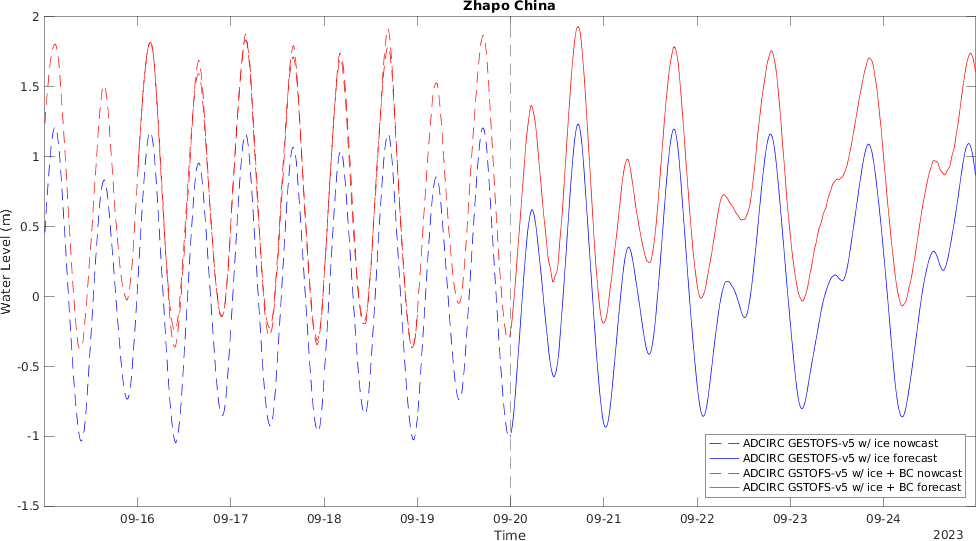 Zhapo China
2
1.5
1
0.5
0
-0.5
-1
-1.5
Water Level (m)
09-16
09-17
09-18
09-19
09-20
09-21
09-22
09-23
09-24
Time
2023
ADCIRC GESTOFS-v5 w/ ice nowcast
ADCIRC GESTOFS-v5 w/ ice forecast
ADCIRC GSTOFS-v5 w/ ice + BC nowcast
ADCIRC GSTOFS-v5 w/ ice + BC forecast